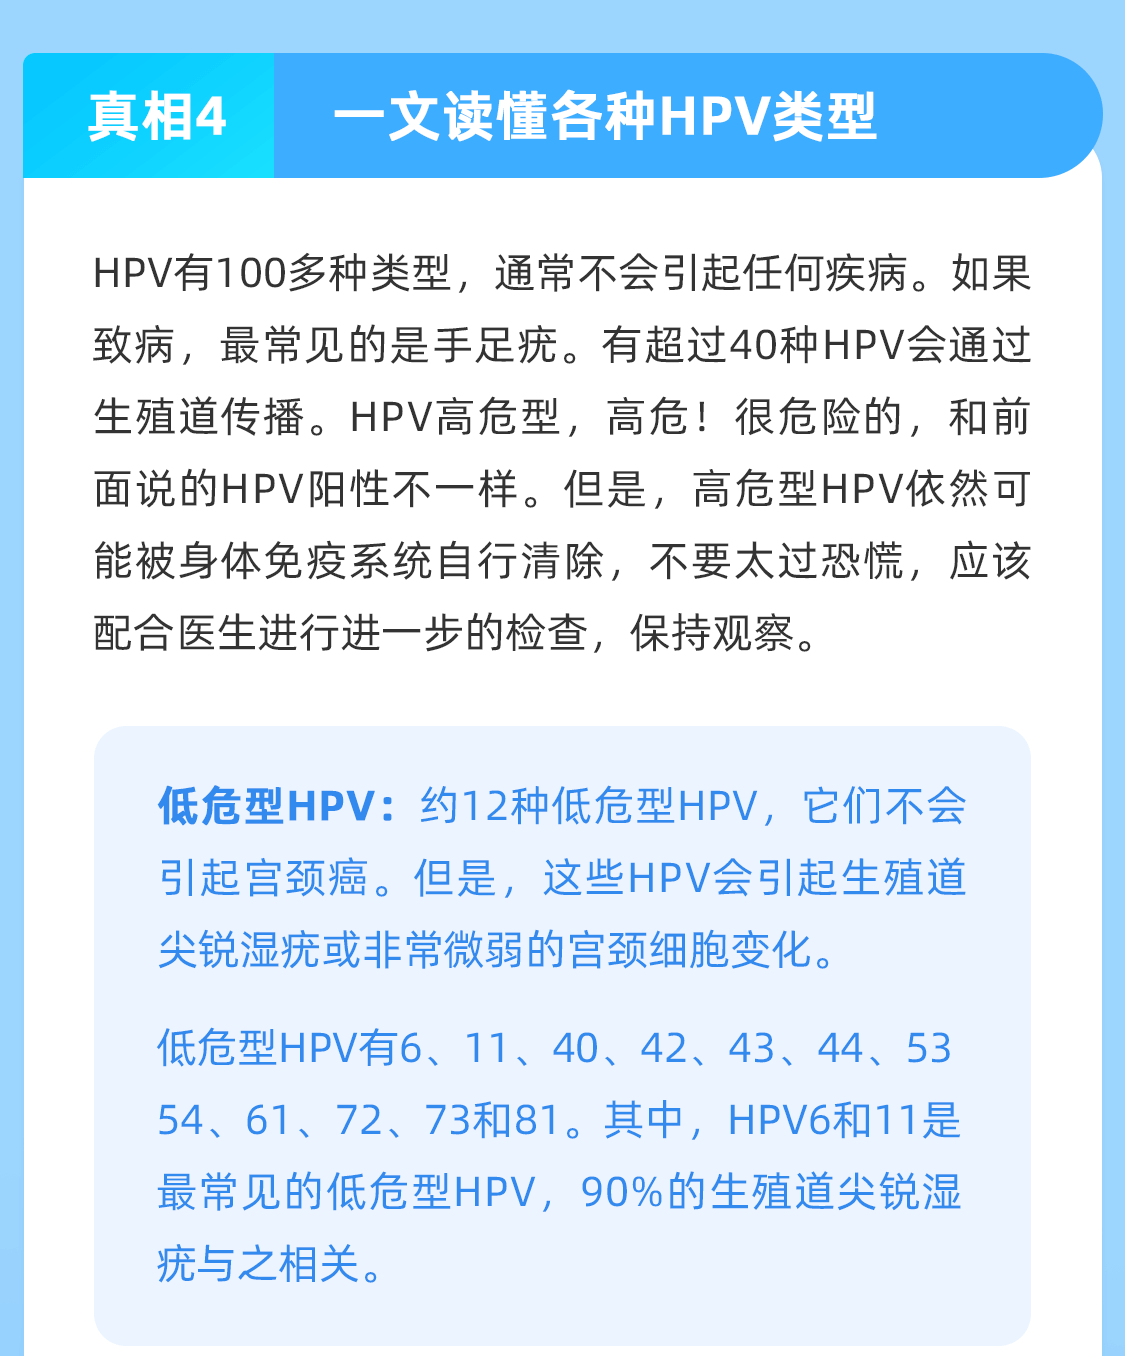 真相4
一文读懂各种HPV类型
HPV有100多种类型，通常不会引起任何疾病。如果
致病，最常见的是手足疣。有超过40种HPV会通过
生殖道传播。HPV高危型，高危！很危险的，和前
面说的HPV阳性不一样。但是，高危型HPV依然可
能被身体免疫系统自行清除，不要太过恐慌，应该
配合医生进行进一步的检查，保持观察。
低危型HPV：约12种低危型HPV，它们不会
引起宫颈癌。但是，这些HPV会引起生殖道
尖锐湿疣或非常微弱的宫颈细胞变化。
低危型HPV有6、11、40、42、43、44、53
54、61、72、73和81。其中，HPV6和11是
最常见的低危型HPV，90%的生殖道尖锐湿
疣与之相关。